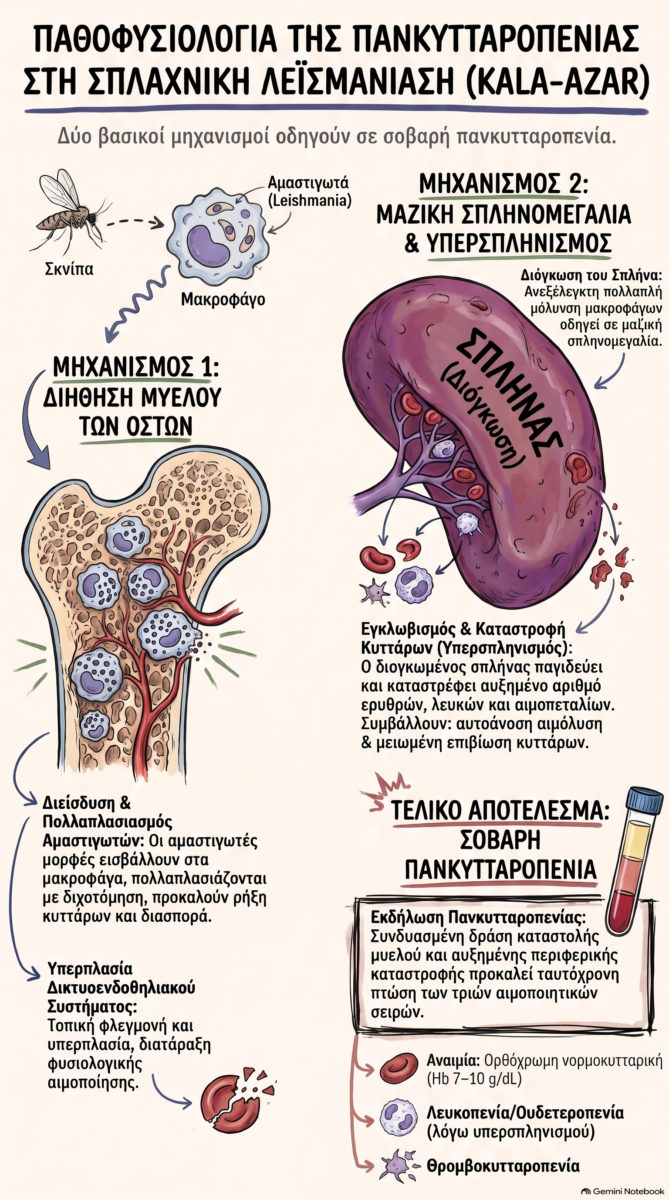 ΠΑΘΟΦΥΣΙΟΛΟΓΙΑ ΤΗΣ ΠΑΝΚΥΤΤΑΡΟΠΕΝΙΑΣ
ΣΤΗ ΣΠΛΑΧΝΙΚΗ ΛΕΪΣΜΑΝΙΑΣΗ (KALA-AZAR)
Δύο βασικοί μηχανισμοί οδηγούν σε σοβαρή πανκυτταροπενία.
Σκνίπα
Αμαστιγωτά
(Leishmania)
Μακροφάγο
ΜΗΧΑΝΙΣΜΟΣ 1:
ΔΙΗΘΗΣΗ ΜΥΕΛΟΥ
ΤΩΝ ΟΣΤΩΝ
Διείσδυση &
Πολλαπλασιασμός
Αμαστιγωτών: Οι αμαστιγωτές
μορφές εισβάλλουν στα
μακροφάγα, πολλαπλασιάζονται
με διχοτόμηση, προκαλούν ρήξη
κυττάρων και διασπορά.
Υπερπλασία
Δικτυοενδοθηλιακού
Συστήματος:
Τοπική φλεγμονή και
υπερπλασία, διατάραξη
φυσιολογικής
αιμοποίησης.
ΜΗΧΑΝΙΣΜΟΣ 2:
ΜΑΖΙΚΗ ΣΠΛΗΝΟΜΕΓΑΛΙΑ
& ΥΠΕΡΣΠΛΗΝΙΣΜΟΣ
Διόγκωση του Σπλήνα:
Ανεξέλεγκτη πολλαπλή
μόλυνση μακροφάγων
οδηγεί σε μαζική
σπληνομεγαλία.
ΣΠΛΗΝΑΣ
(Διόγκωση)
Εγκλωβισμός & Καταστροφή
Κυττάρων (Υπερσπληνισμός):
Ο διογκωμένος σπλήνας παγιδεύει
και καταστρέφει αυξημένο αριθμό
ερυθρών, λευκών και αιμοπεταλίων.
Συμβάλλουν: αυτοάνοση αιμόλυση
& μειωμένη επιβίωση κυττάρων.
ΤΕΛΙΚΟ ΑΠΟΤΕΛΕΣΜΑ:
ΣΟΒΑΡΗ
ΠΑΝΚΥΤΤΑΡΟΠΕΝΙΑ
Εκδήλωση Πανκυτταροπενίας:
Συνδυασμένη δράση καταστολής
μυελού και αυξημένης περιφερικής
καταστροφής προκαλεί ταυτόχρονη
πτώση των τριών αιμοποιητικών
σειρών.
Αναιμία: Ορθόχρωμη νορμοκυτταρική
(Hb 7–10 g/dL)
Λευκοπενία/Ουδετεροπενία
(λόγω υπερσπληνισμού)
Θρομβοκυτταροπενία
Gemini Notebook